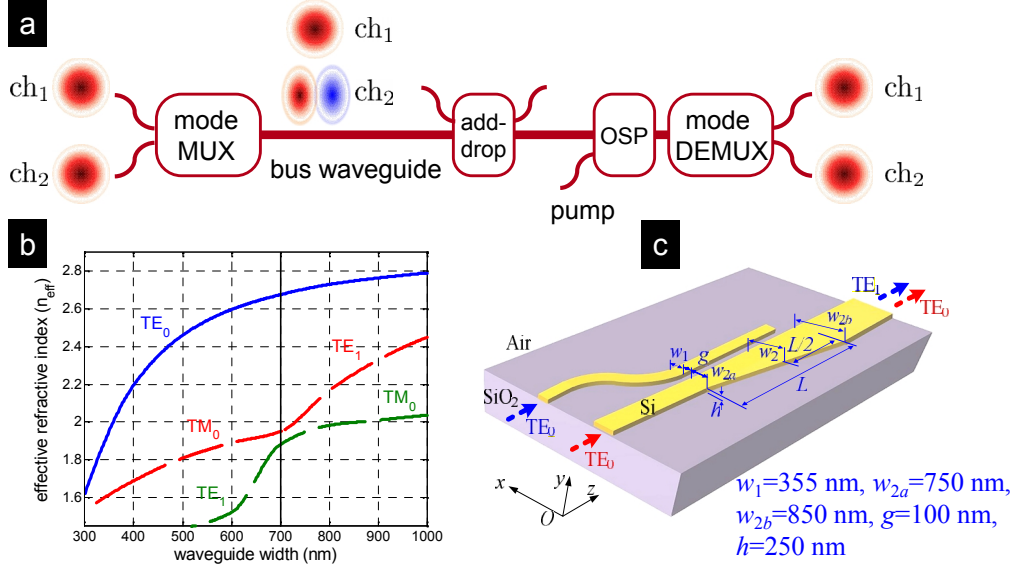 a
ch₁
ch₂
mode
MUX
ch₁
ch₂
bus waveguide
add-
drop
OSP
pump
mode
DEMUX
ch₁
ch₂
b
effective refractive index (n_eff)
2.8
2.6
2.4
2.2
2
1.8
1.6
TE₀
TE₁
TM₀
TM₀
TE₁
300 400 500 600 700 800 900 1000
waveguide width (nm)
c
TE₁
TE₀
w₂b
Air
w₁
g
w₂
L/2
w₂a
L
SiO₂
Si
h
TE₀
TE₀
x
y
z
O
w₁=355 nm, w₂a=750 nm,
w₂b=850 nm, g=100 nm,
h=250 nm